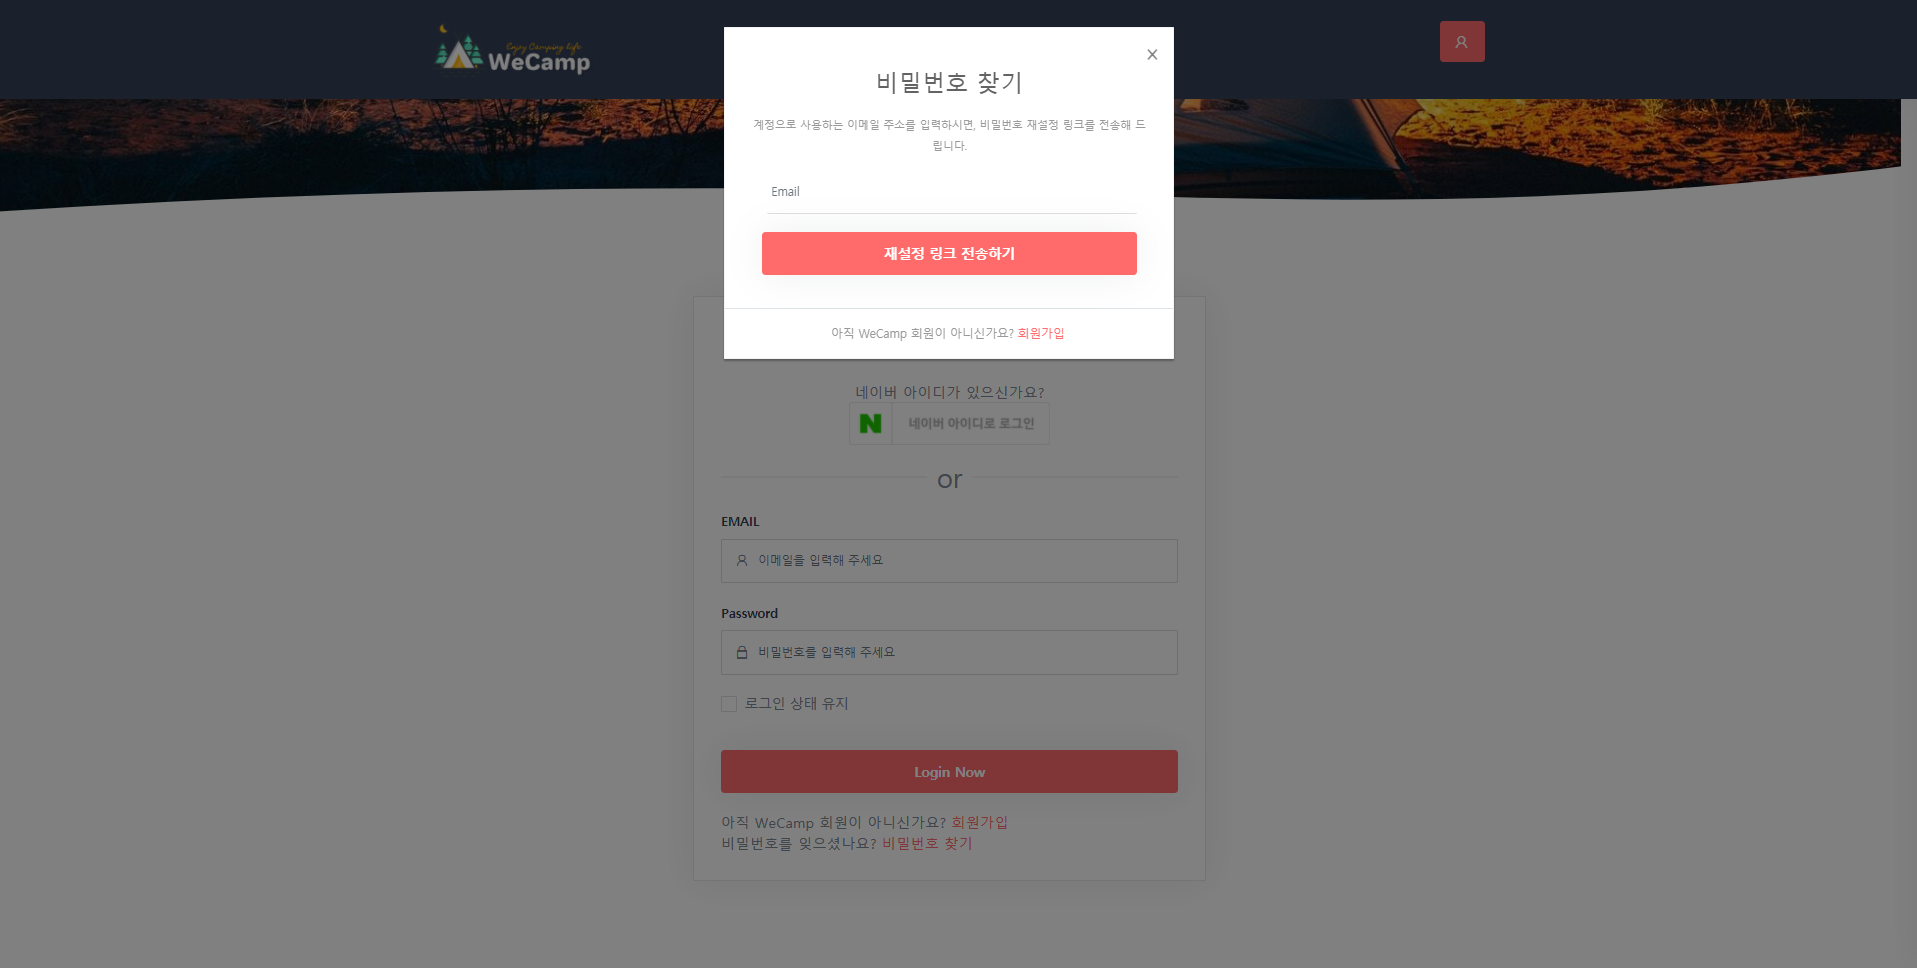 Enjoy Camping life
WeCamp
비밀번호 찾기
계정으로 사용하는 이메일 주소를 입력하시면, 비밀번호 재설정 링크를 전송해 드
립니다.
Email
재설정 링크 전송하기
아직 WeCamp 회원이 아니신가요? 회원가입
네이버 아이디가 있으신가요?
N 네이버 아이디로 로그인
or
EMAIL
이메일을 입력해 주세요
Password
비밀번호를 입력해 주세요
로그인 상태 유지
Login Now
아직 WeCamp 회원이 아니신가요? 회원가입
비밀번호를 잊으셨나요? 비밀번호 찾기